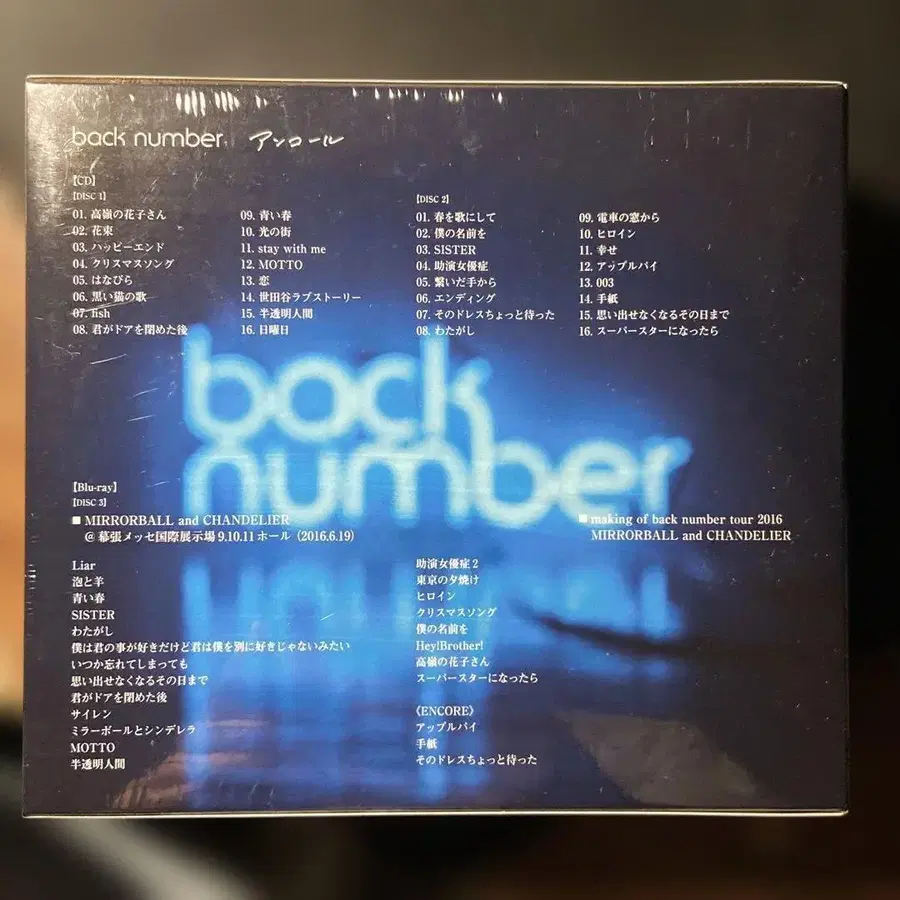 back number アンコール
【CD】
【DISC 1】
01. 高嶺の花子さん
02. 花束
03. ハッピーエンド
04. クリスマスソング
05. はなびら
06. 黒い猫の歌
07. fish
08. 君がドアを閉めた後
09. 青い春
10. 光の街
11. stay with me
12. MOTTO
13. 恋
14. 世田谷ラブストーリー
15. 半透明人間
16. 日曜日
【DISC 2】
01. 春を歌にして
02. 僕の名前を
03. SISTER
04. 助演女優症
05. 繋いだ手から
06. エンディング
07. そのドレスちょっと待った
08. わたがし
09. 電車の窓から
10. ヒロイン
11. 幸せ
12. アップルパイ
13. 003
14. 手紙
15. 思い出せなくなるその日まで
16. スーパースターになったら
back
number
【Blu-ray】
【DISC 3】
■ MIRRORBALL and CHANDELIER
@ 幕張メッセ国際展示場 9.10.11 ホール（2016.6.19）
Liar
泡と羊
青い春
SISTER
わたがし
僕は君の事が好きだけど君は僕を別に好きじゃないみたい
いつか忘れてしまっても
思い出せなくなるその日まで
君がドアを閉めた後
サイレン
ミラーボールとシンデレラ
MOTTO
半透明人間
助演女優症 2
東京の夕焼け
ヒロイン
クリスマスソング
僕の名前を
Hey!Brother!
高嶺の花子さん
スーパースターになったら
《ENCORE》
アップルパイ
手紙
そのドレスちょっと待った
■ making of back number tour 2016
MIRRORBALL and CHANDELIER